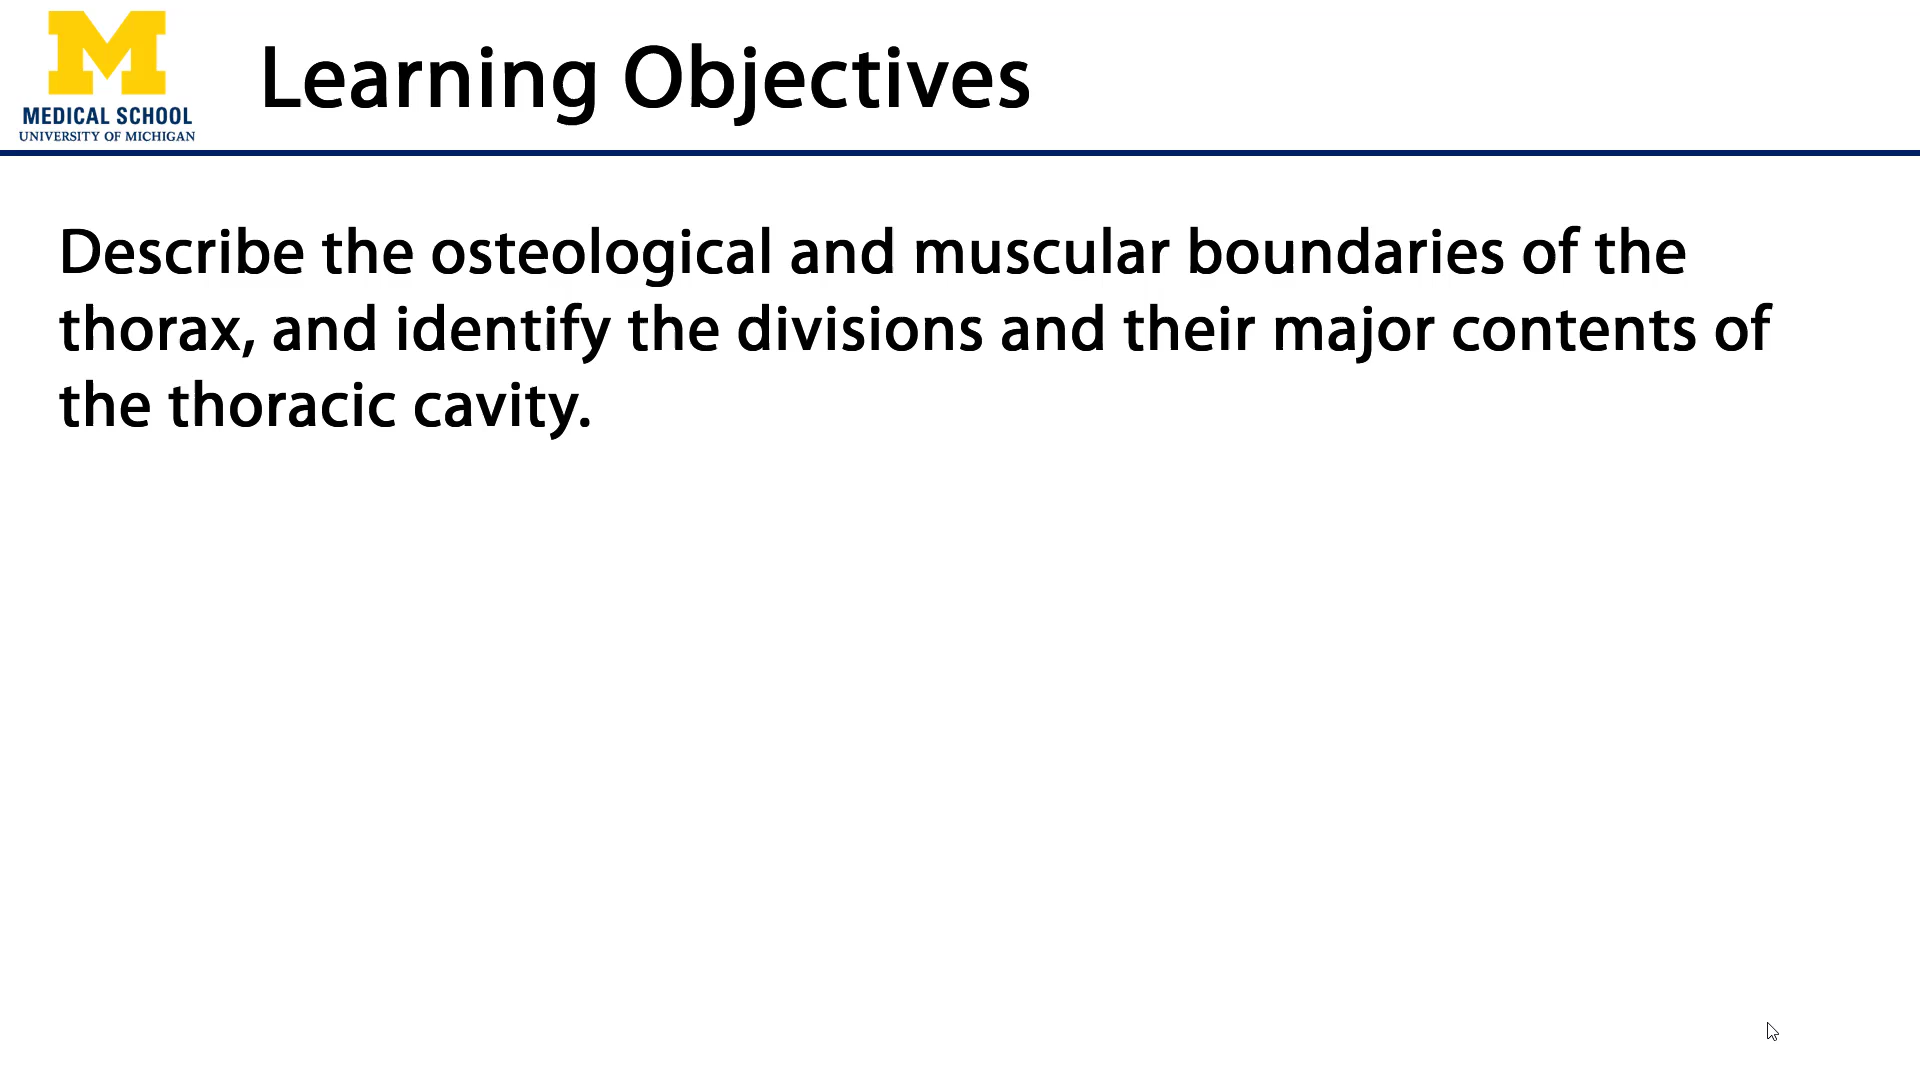 M
MEDICAL SCHOOL
UNIVERSITY OF MICHIGAN
Learning Objectives
Describe the osteological and muscular boundaries of the
thorax, and identify the divisions and their major contents of
the thoracic cavity.